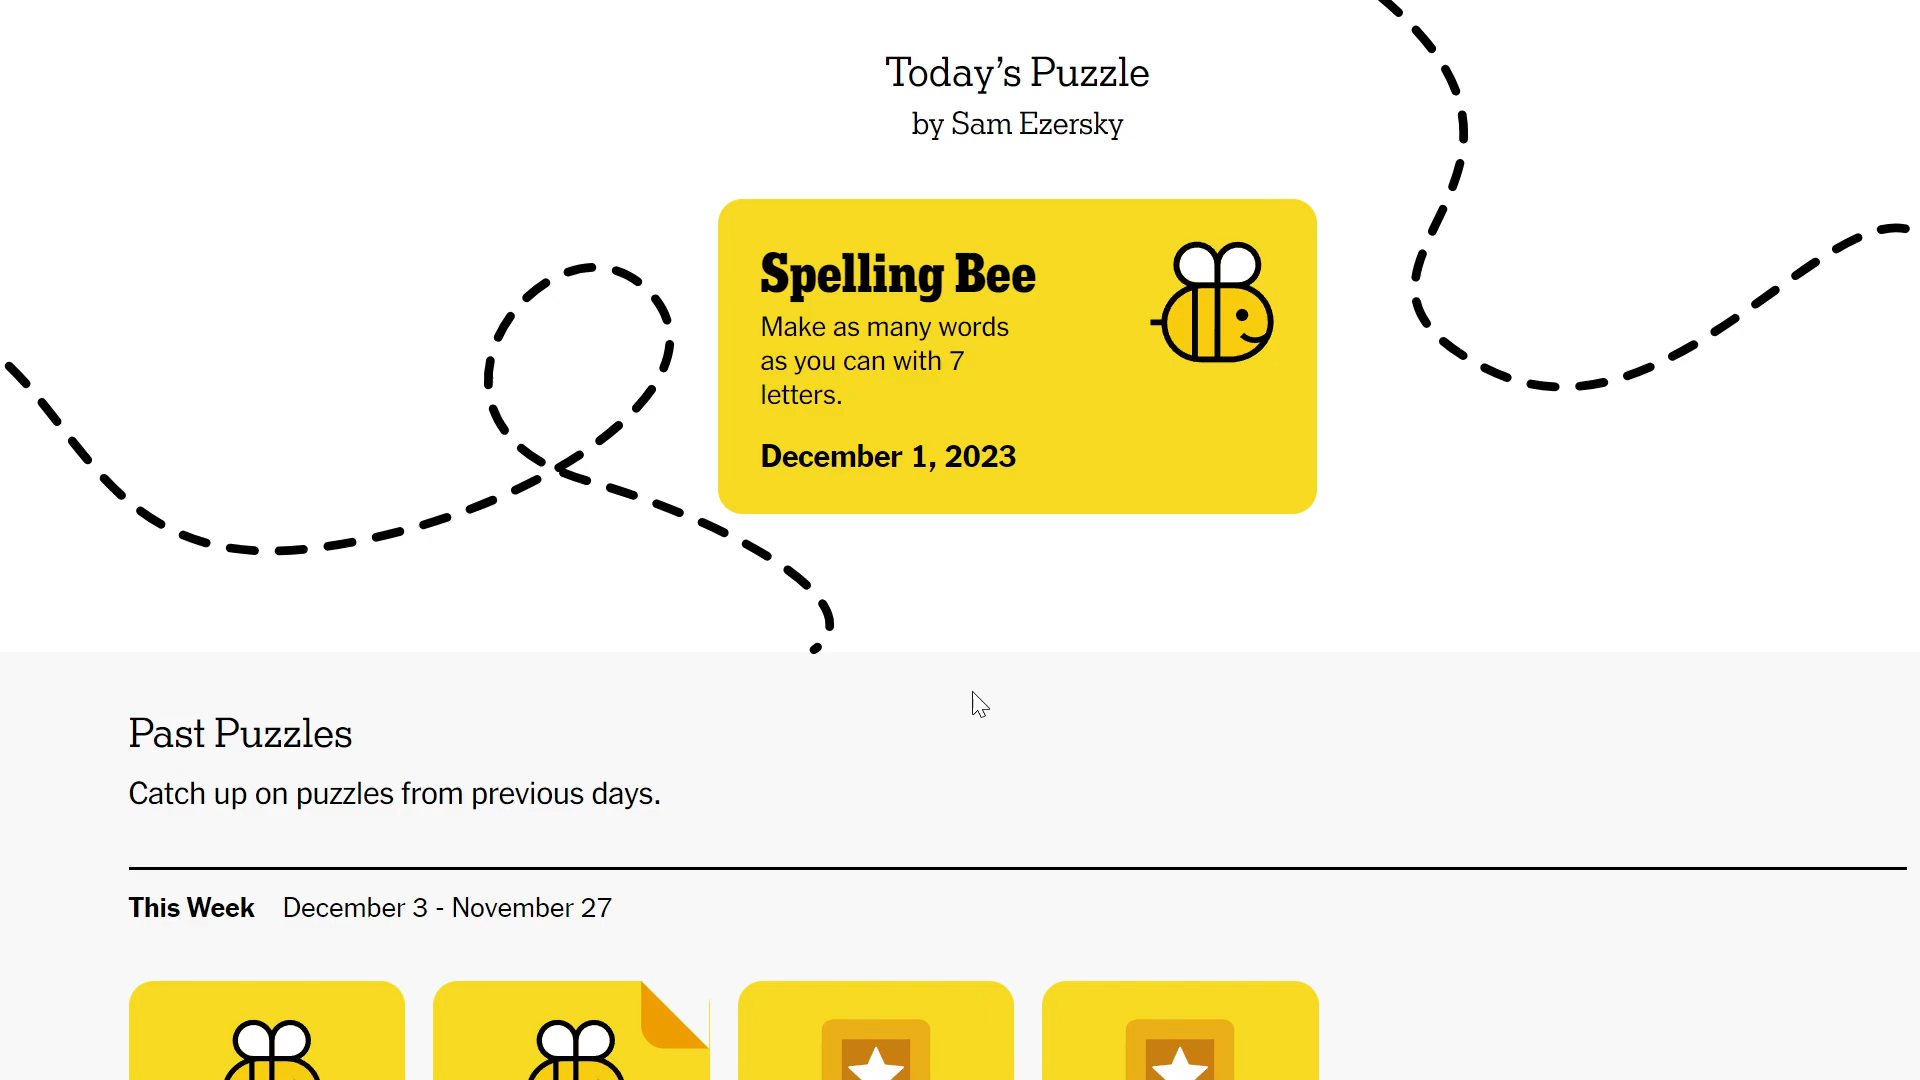 Today’s Puzzle
by Sam Ezersky
Spelling Bee
Make as many words
as you can with 7
letters.
December 1, 2023
Past Puzzles
Catch up on puzzles from previous days.
This Week December 3 - November 27